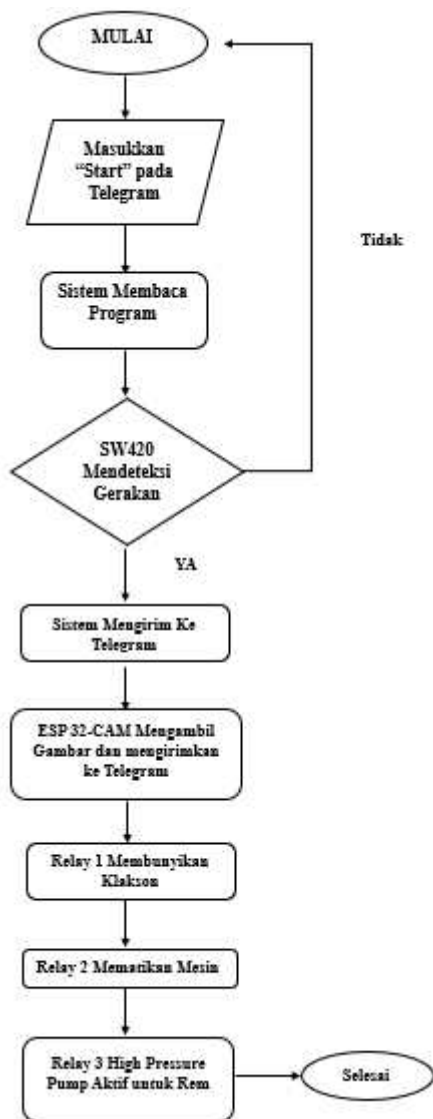 MULAI
Masukkan
“Start” pada
Telegram
Sistem Membaca
Program
Tidak
SW420
Mendeteksi
Gerakan
YA
Sistem Mengirim Ke
Telegram
ESP 32-CAM Mengambil
Gambar dan mengirimkan
ke Telegram
Relay 1 Membunyikan
Klakson
Relay 2 Mematikan Mesin
Relay 3 High Pressure
Pump Aktif untuk Rem
Selesai